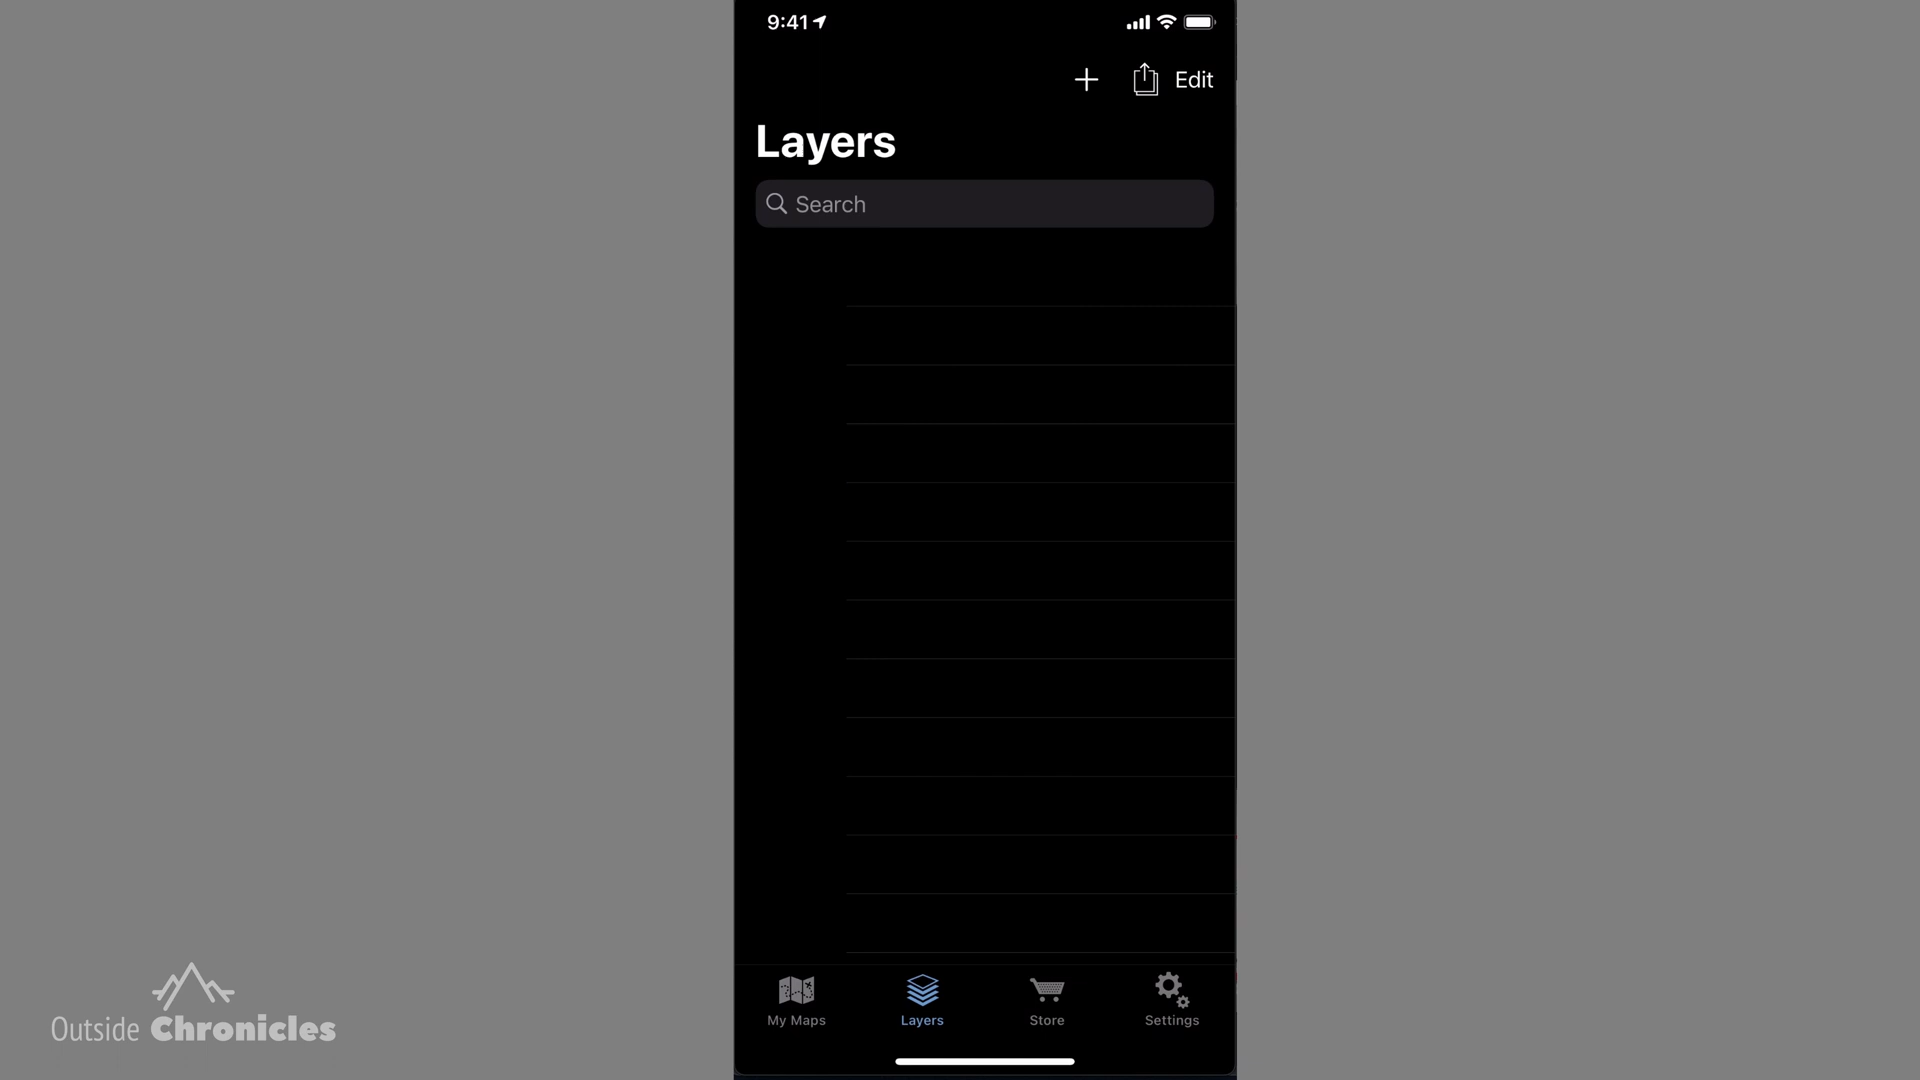 9:41
Edit
Layers
Search
My Maps
Layers
Store
Settings
Outside Chronicles